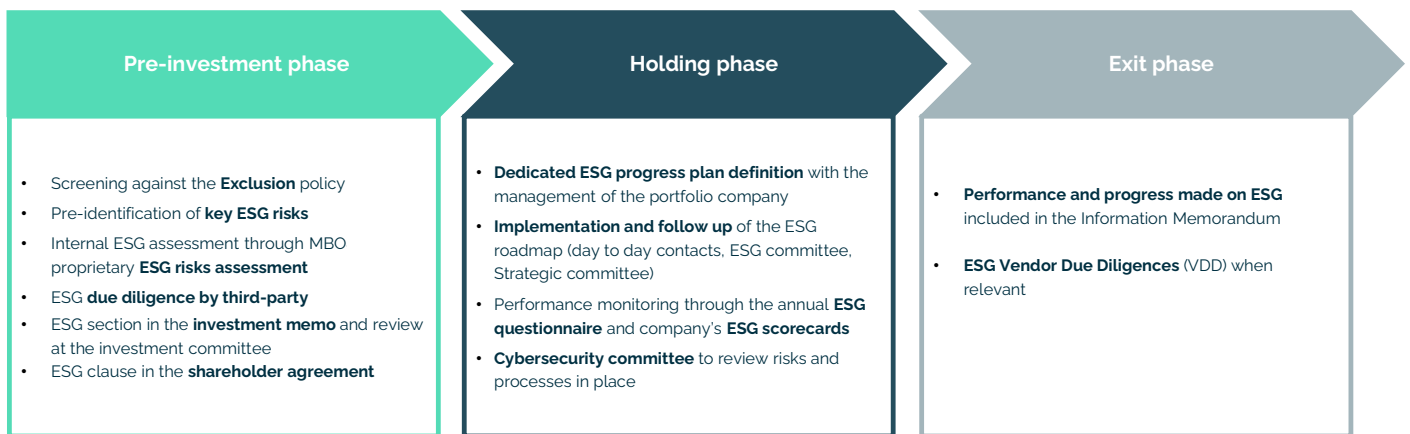 Pre-investment phase
• Screening against the Exclusion policy
• Pre-identification of key ESG risks
• Internal ESG assessment through MBO
proprietary ESG risks assessment
• ESG due diligence by third-party
• ESG section in the investment memo and review
at the investment committee
• ESG clause in the shareholder agreement
Holding phase
• Dedicated ESG progress plan definition with the
management of the portfolio company
• Implementation and follow up of the ESG
roadmap (day to day contacts, ESG committee,
Strategic committee)
• Performance monitoring through the annual ESG
questionnaire and company's ESG scorecards
• Cybersecurity committee to review risks and
processes in place
Exit phase
• Performance and progress made on ESG
included in the Information Memorandum
• ESG Vendor Due Diligences (VDD) when
relevant